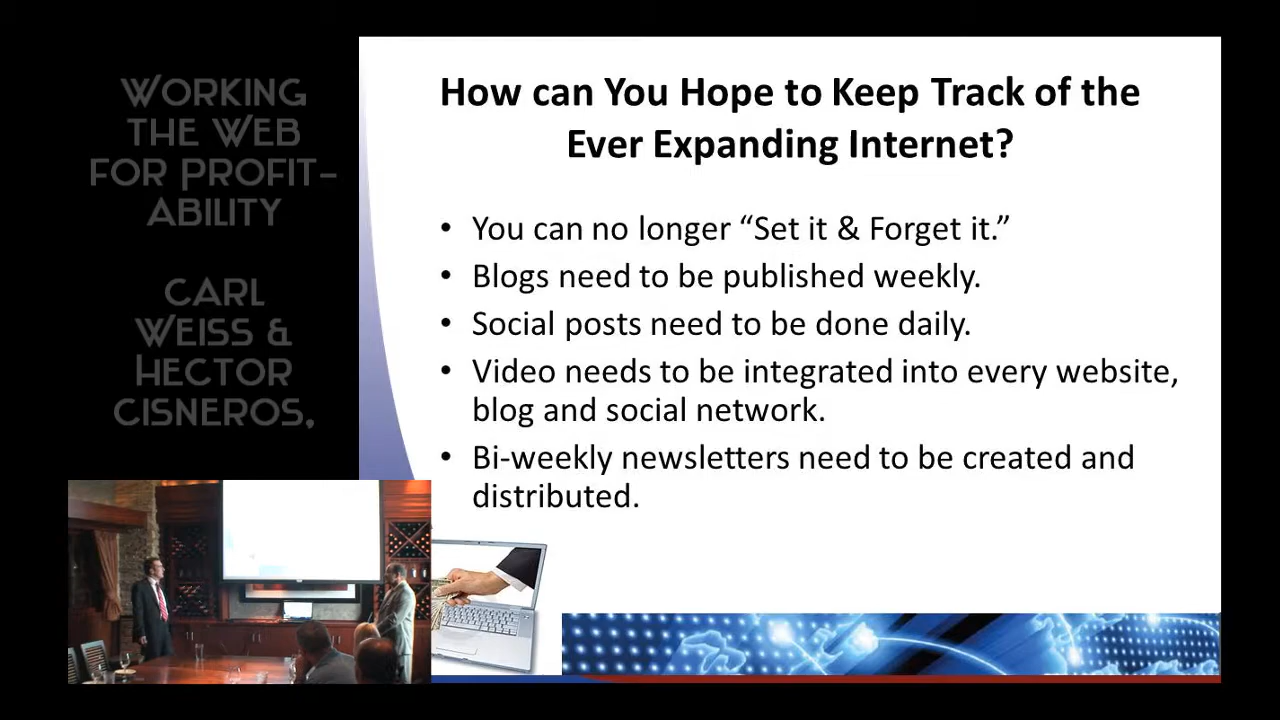 WORKING
THE WEB
FOR PROFIT-
ABILITY
CARL
WEISS &
HECTOR
CISNEROS,
How can You Hope to Keep Track of the
Ever Expanding Internet?
• You can no longer “Set it & Forget it.”
• Blogs need to be published weekly.
• Social posts need to be done daily.
• Video needs to be integrated into every website,
blog and social network.
• Bi-weekly newsletters need to be created and
distributed.